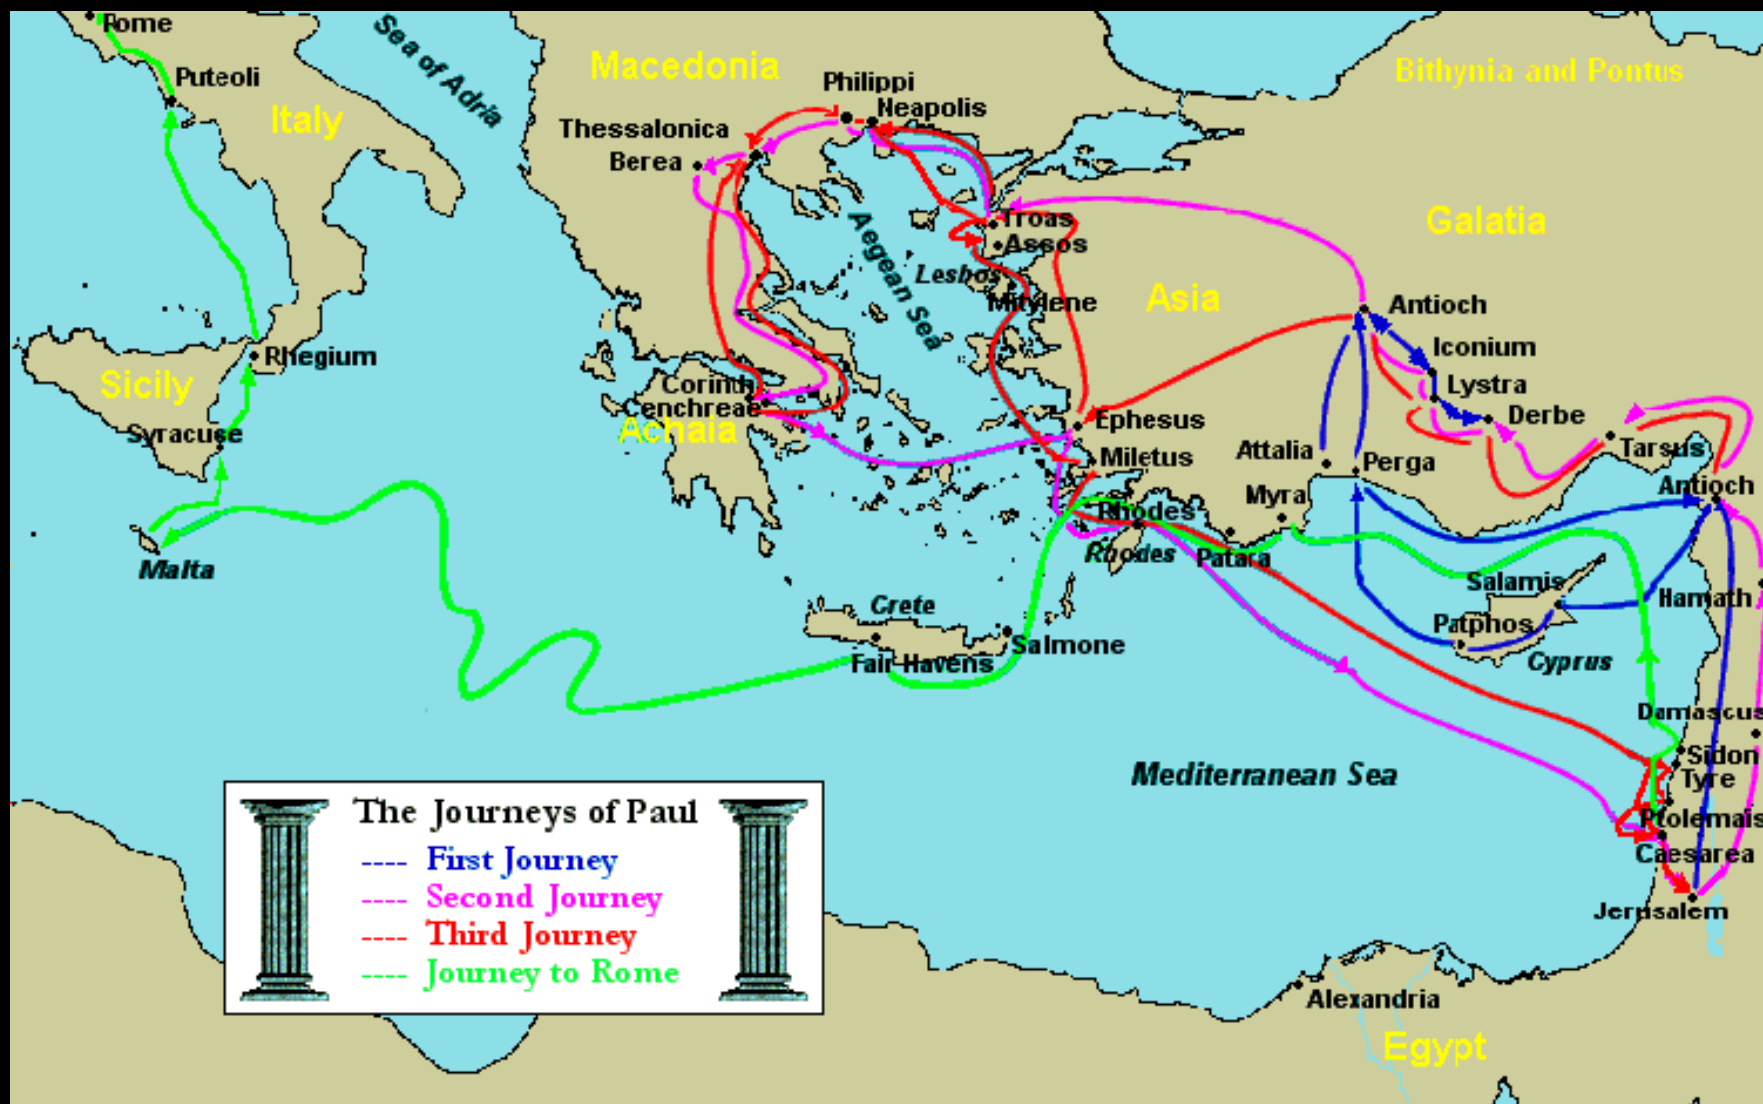 Rome
Puteoli
Italy
Sea of Adria
Macedonia
Philippi
Neapolis
Thessalonica
Berea
Bithynia and Pontus
Galatia
Troas
Assos
Aegean Sea
Lesbos
Mitylene
Asia
Antioch
Iconium
Lystra
Derbe
Rhegium
Sicily
Syracuse
Corinth
Cenchreae
Achaia
Ephesus
Miletus
Attalia
Perga
Tarsus
Antioch
Myra
Rhodes
Rhodes
Patara
Malta
Crete
Salmone
Fair Havens
Salamis
Patphos
Cyprus
Hamath
Damascus
Sidon
Tyre
Ptolemais
Caesarea
Jerusalem
Mediterranean Sea
The Journeys of Paul
---- First Journey
---- Second Journey
---- Third Journey
---- Journey to Rome
Alexandria
Egypt